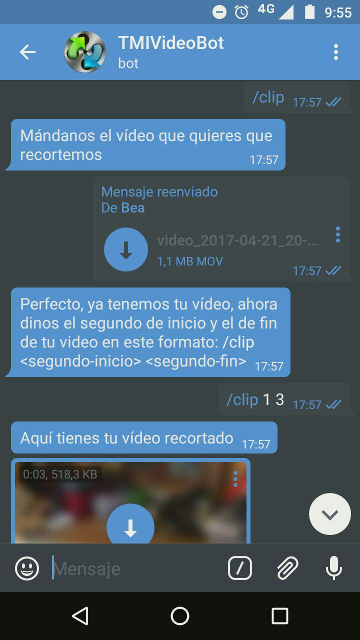 4G 9:55
TMIVideoBot
bot
/clip 17:57
Mándanos el vídeo que quieres que
recortemos 17:57
Mensaje reenviado
De Bea
video_2017-04-21_20-...
1,1 MB MOV
17:57
Perfecto, ya tenemos tu vídeo, ahora
dinos el segundo de inicio y el de fin
de tu video en este formato: /clip
<segundo-inicio> <segundo-fin> 17:57
/clip 1 3 17:57
Aquí tienes tu vídeo recortado 17:57
0:03, 518,3 KB
Mensaje